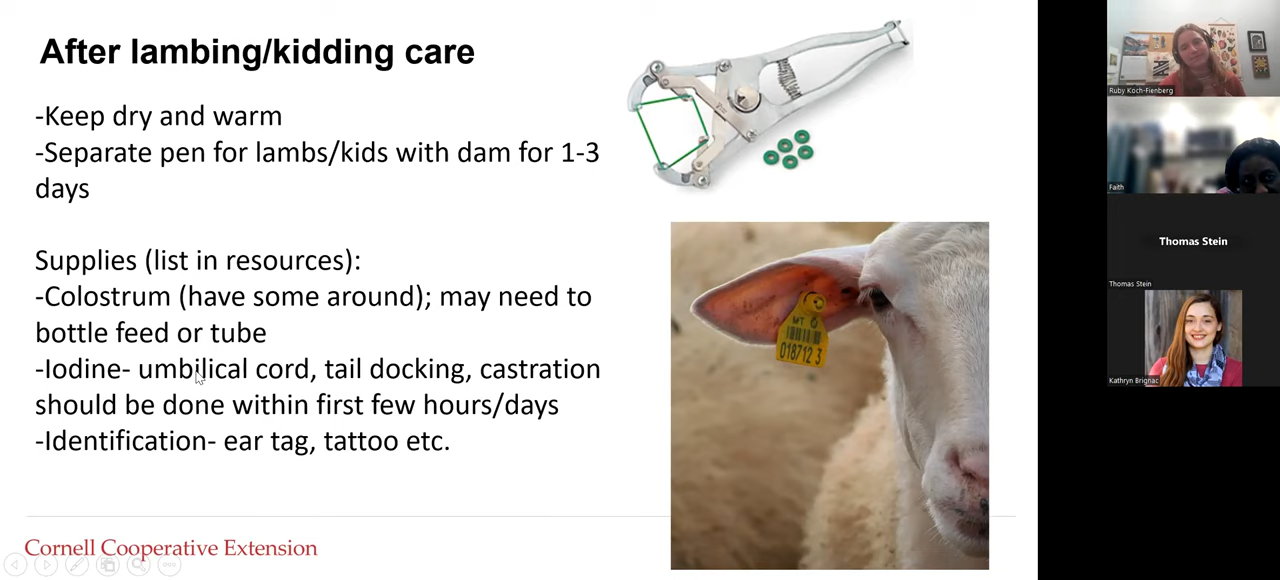 After lambing/kidding care
-Keep dry and warm
-Separate pen for lambs/kids with dam for 1-3
days
Supplies (list in resources):
-Colostrum (have some around); may need to
bottle feed or tube
-Iodine- umbilical cord, tail docking, castration
should be done within first few hours/days
-Identification- ear tag, tattoo etc.
Cornell Cooperative Extension
MT
018712 3
Ruby Koch-Fienberg
Faith
Thomas Stein
Thomas Stein
Kathryn Brignac